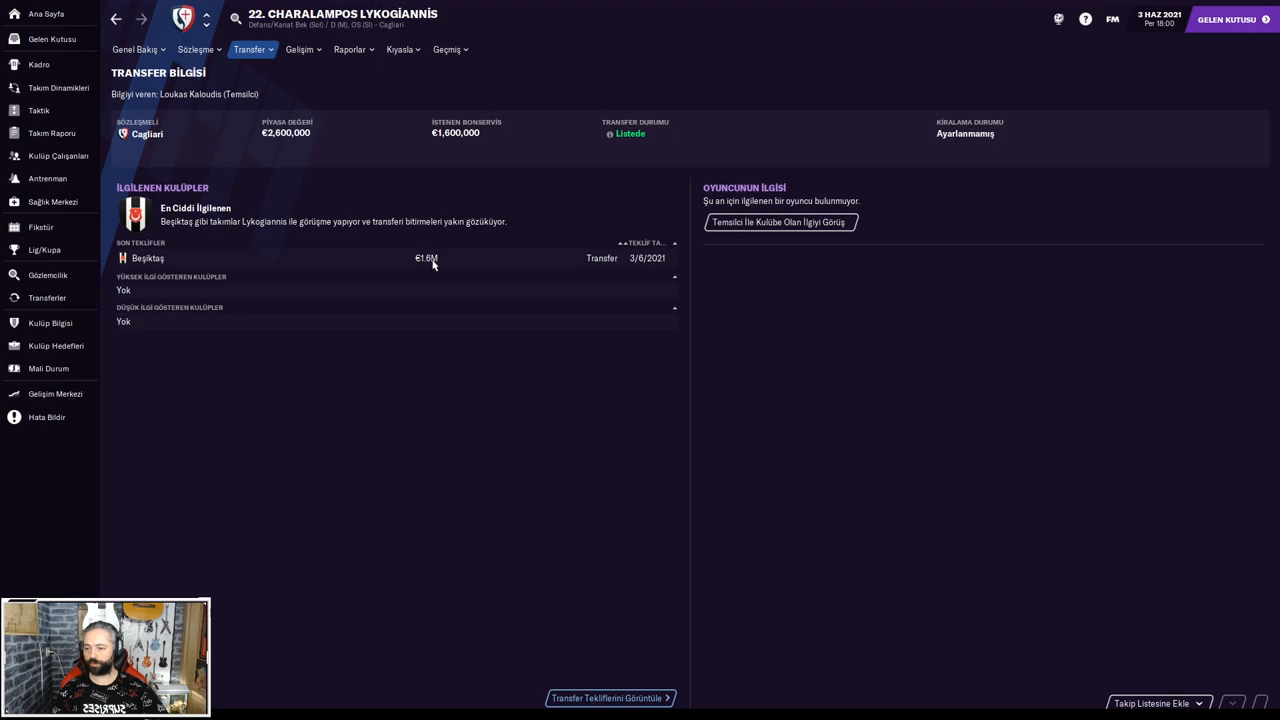 Ana Sayfa
Gelen Kutusu
Kadro
Takım Dinamikleri
Taktik
Takım Raporu
Kulüp Çalışanları
Antrenman
Sağlık Merkezi
Fikstür
Lig/Kupa
Gözlemcilik
Transferler
Kulüp Bilgisi
Kulüp Hedefleri
Mali Durum
Gelişim Merkezi
Hata Bildir
22. CHARALAMPOS LYKOGİANNİS
Defans/Kanat Bek (Sol) / D (M), OS (Sl) - Cagliari
FM
3 HAZ 2021
Per 18:00
GELEN KUTUSU
Genel Bakış
Sözleşme
Transfer
Gelişim
Raporlar
Kıyasla
Geçmiş
TRANSFER BİLGİSİ
Bilgiyi veren: Loukas Kaloudis (Temsilci)
SÖZLEŞMELİ
Cagliari
PİYASA DEĞERİ
€2,600,000
İSTENEN BONSERVİS
€1,600,000
TRANSFER DURUMU
Listede
KİRALAMA DURUMU
Ayarlanmamış
İLGİLENEN KULÜPLER
En Ciddi İlgilenen
Beşiktaş gibi takımlar Lykogiannis ile görüşme yapıyor ve transferi bitirmeleri yakın gözüküyor.
SON TEKLİFLER
TEKLİF TA...
Beşiktaş €1.6M Transfer 3/6/2021
YÜKSEK İLGİ GÖSTEREN KULÜPLER
Yok
DÜŞÜK İLGİ GÖSTEREN KULÜPLER
Yok
OYUNCUNUN İLGİSİ
Şu an için ilgilenen bir oyuncu bulunmuyor.
Temsilci İle Kulübe Olan İlgiyi Görüş
Transfer Tekliflerini Görüntüle
Takip Listesine Ekle